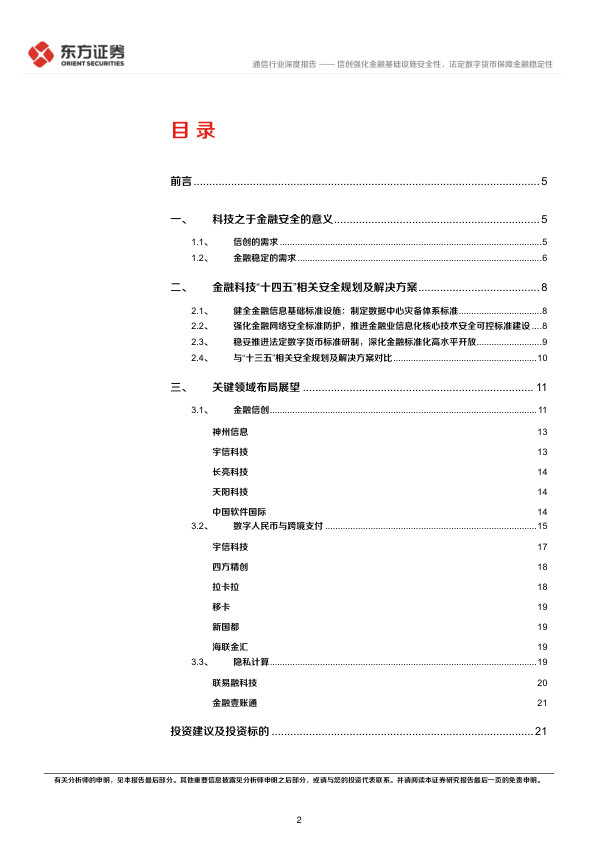 东方证券
ORIENT SECURITIES
通信行业深度报告 —— 信创强化金融基础设施安全性，法定数字货币保障金融稳定性
目 录
前言 ........ 5
一、 科技之于金融安全的意义 ........ 5
1.1、 信创的需求 ........ 5
1.2、 金融稳定的需求 ........ 6
二、 金融科技“十四五”相关安全规划及解决方案 ........ 8
2.1、 健全金融信息基础标准设施：制定数据中心灾备体系标准 ........ 8
2.2、 强化金融网络安全标准防护，推进金融业信息化核心技术安全可控标准建设 .... 8
2.3、 稳妥推进法定数字货币标准研制，深化金融标准化高水平开放 ........ 9
2.4、 与“十三五”相关安全规划及解决方案对比 ........ 10
三、 关键领域布局展望 ........ 11
3.1、 金融信创 ........ 11
神州信息 13
宇信科技 13
长亮科技 14
天阳科技 14
中国软件国际 14
3.2、 数字人民币与跨境支付 ........ 15
宇信科技 17
四方精创 18
拉卡拉 18
移卡 19
新国都 19
海联金汇 19
3.3、 隐私计算 ........ 19
联易融科技 20
金融壹账通 21
投资建议及投资标的 ........ 21
有关分析师的申明，见本报告最后部分。其他重要信息披露见分析师申明之后部分，或请与您的投资代表联系。并请阅读本证券研究报告最后一页的免责申明。
2